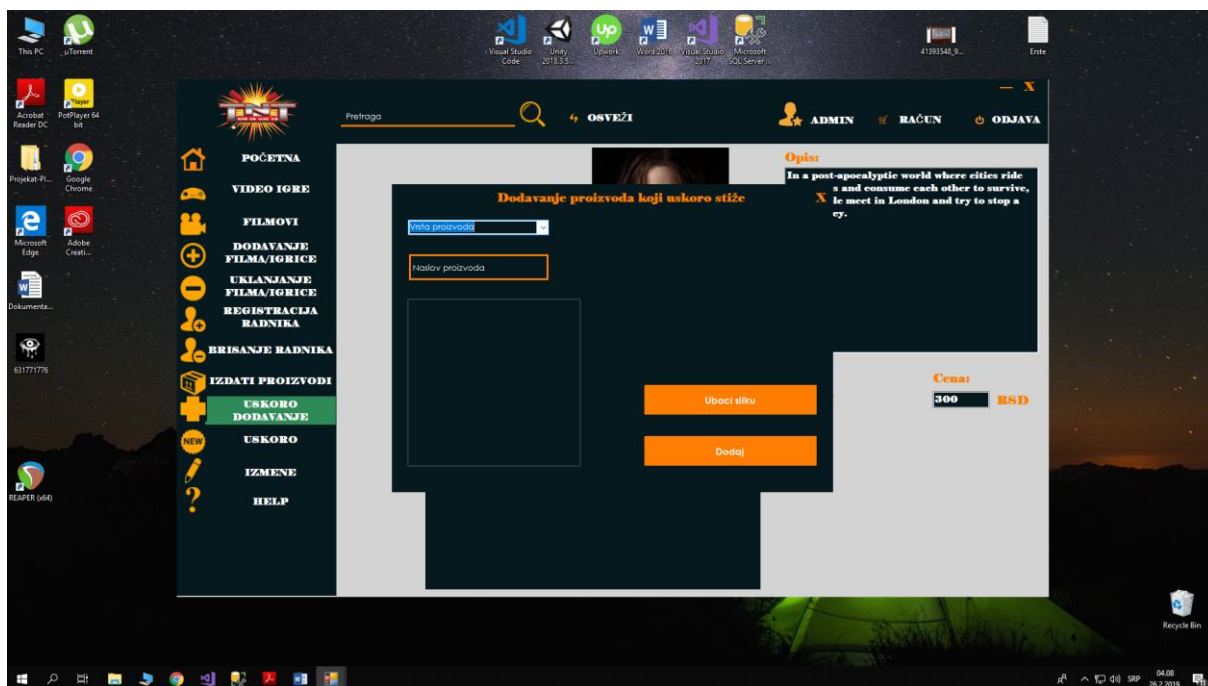 This PC
µTorrent
Visual Studio
Code
Unity
2018.3.5...
Upwork
Word 2016
Visual Studio
2017
Microsoft
SQL Server ...
41393548_9...
Erste
Acrobat
Reader DC
PotPlayer 64
bit
Projekat-Pl...
Google
Chrome
Microsoft
Edge
Adobe
Creati...
Dokumenta...
631771776
REAPER (x64)
Recycle Bin
TNT
Pretraga
OSVEŽI
ADMIN
RAČUN
ODJAVA
— X
POČETNA
VIDEO IGRE
FILMOVI
DODAVANJE
FILMA/IGRICE
UKLANJANJE
FILMA/IGRICE
REGISTRACIJA
RADNIKA
BRISANJE RADNIKA
IZDATI PROIZVODI
USKORO
DODAVANJE
NEW
USKORO
IZMENE
HELP
Opis:
In a post-apocalyptic world where cities ride
s and consume each other to survive,
le meet in London and try to stop a
cy.
Dodavanje proizvoda koji uskoro stiže
X
Vrsta proizvoda
Naslov proizvoda
Ubaci sliku
Dodaj
Cena:
300 RSD
SRP
04.08
26.2.2019.